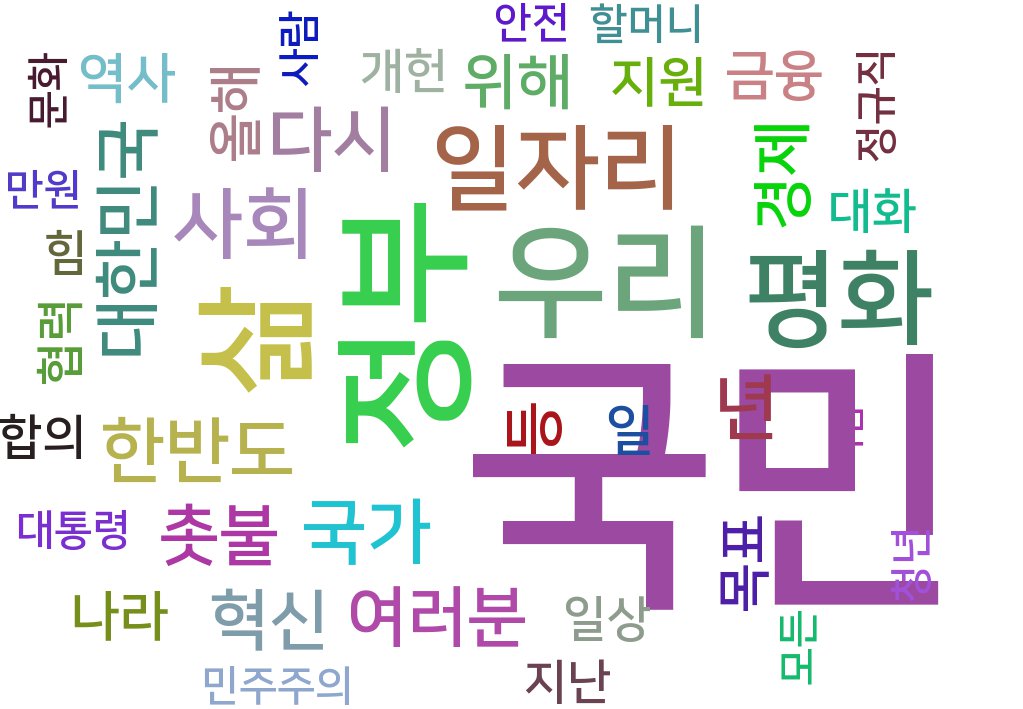 안전
할머니
사람
문화
역사
올해
개헌
위해
지원
금융
정규직
다시
일자리
경제
만원
대한민국
사회
대화
힘
정부
우리
평화
협력
삶
국민
합의
한반도
일
대통령
촛불
국가
목표
청년
나라
혁신
여러분
일상
모든
민주주의
지난